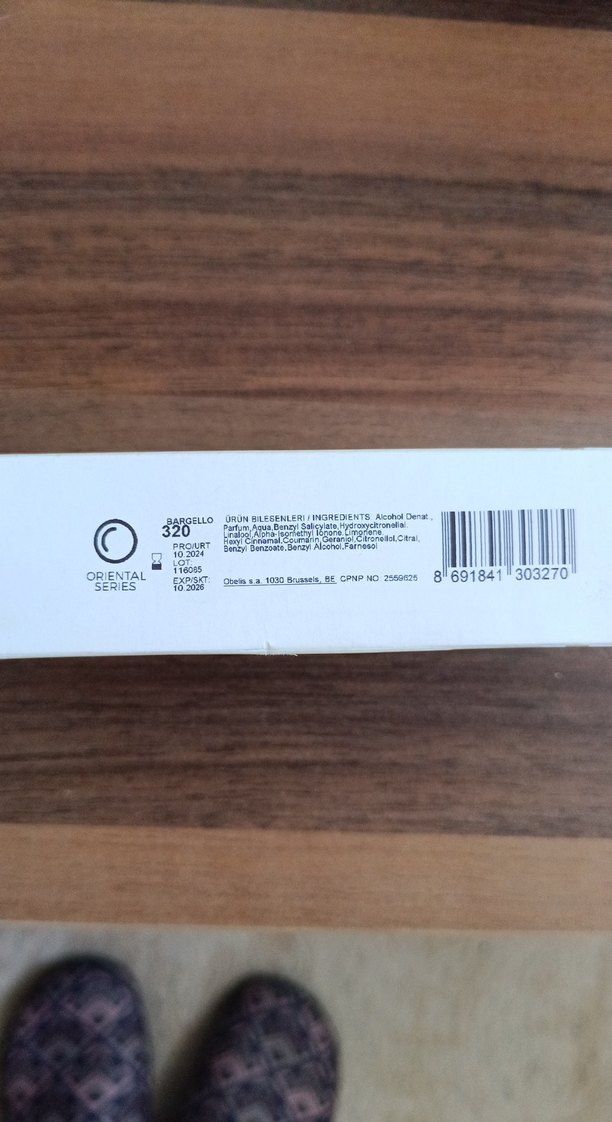 ORIENTAL
SERIES
BARGELLO
320
PRO/URT
10.2024
LOT:
116085
EXP/SKT:
10.2026
ÜRÜN BILESENLERI / INGREDIENTS: Alcohol Denat.,
Parfum,Aqua,Benzyl Salicylate,Hydroxycitronellal,
Linalool,Alpha-Isomethyl Ionone,Limonene,
Hexyl Cinnamal,Coumarin,Geraniol,Citronellol,Citral,
Benzyl Benzoate,Benzyl Alcohol,Farnesol
Obelis s.a. 1030 Brussels, BE CPNP NO: 2559625
8 691841 303270